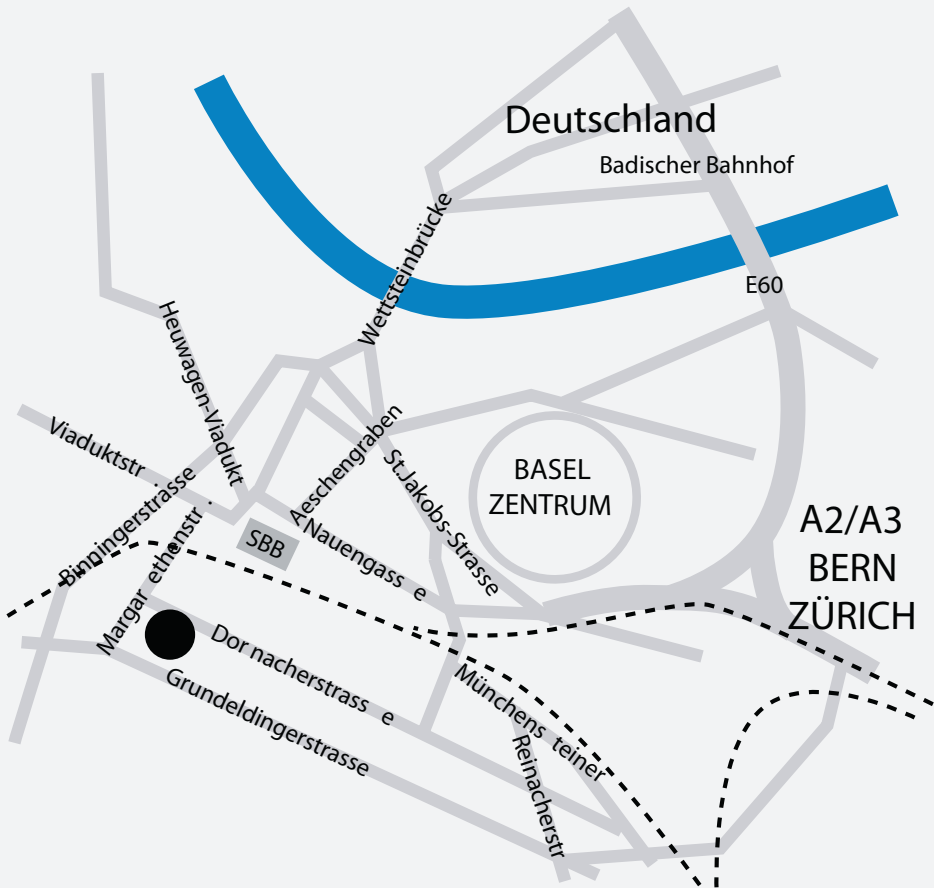 Deutschland
Badischer Bahnhof
Wettsteinbrücke
E60
Heuwagen-Viadukt
Viaduktstr .
Aeschengraben
St.Jakobs-Strasse
BASEL
ZENTRUM
Binningerstrasse
A2/A3
BERN
ZÜRICH
SBB
Nauengass e
Margar ethenstr .
Dor nacherstrass e
Grundeldingerstrasse
Münchens teiner
Reinacherstr